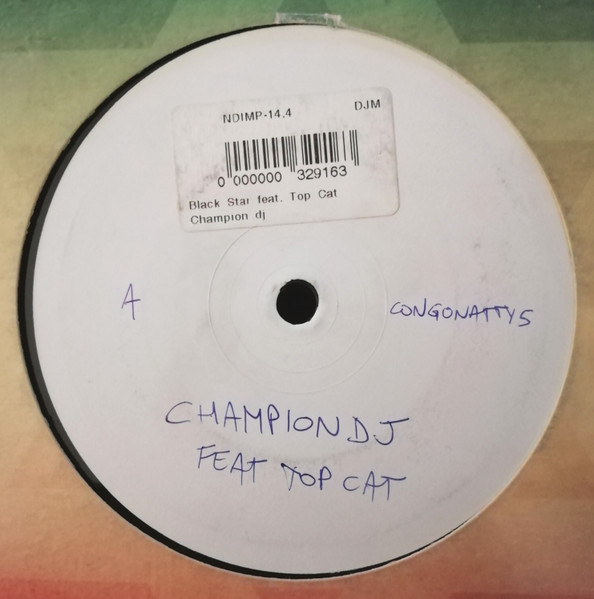 NDIMP-14.4 DJM
0 000000 329163
Black Star feat. Top Cat
Champion dj
A CONGONATTY5
CHAMPION DJ
FEAT TOP CAT